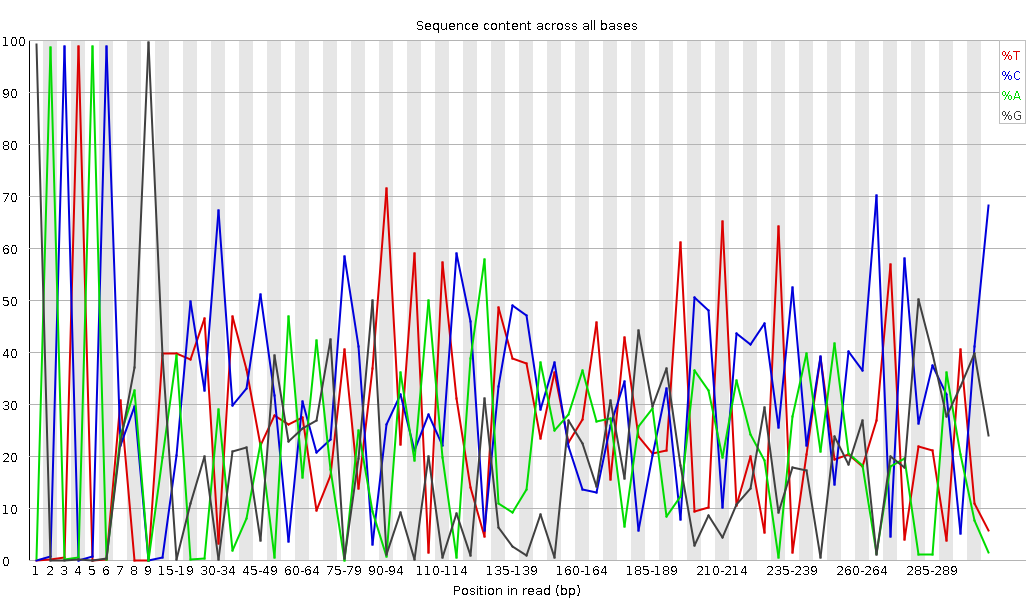 Sequence content across all bases
100
90
80
70
60
50
40
30
20
10
0
%T
%C
%A
%G
1 2 3 4 5 6 7 8 9 15-19 30-34 45-49 60-64 75-79 90-94 110-114 135-139 160-164 185-189 210-214 235-239 260-264 285-289
Position in read (bp)